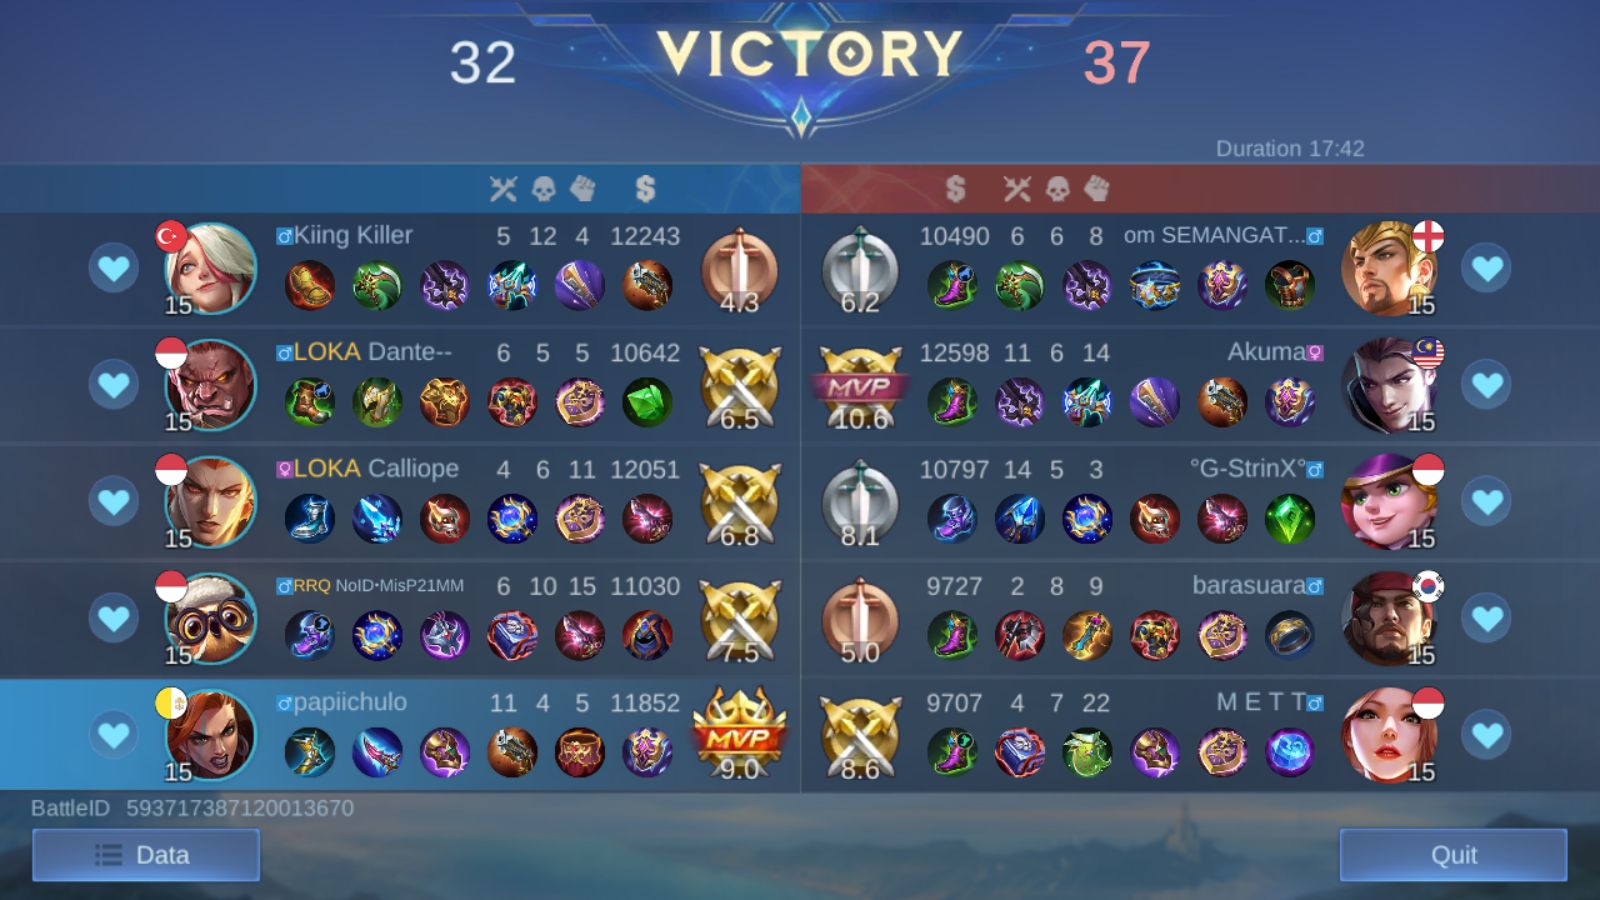 32 VICTORY 37
Duration 17:42
Kiing Killer 5 12 4 12243
15 4.3
10490 6 6 8 om SEMANGAT...
6.2 15
LOKA Dante-- 6 5 5 10642
15 6.5
12598 11 6 14 Akuma
MVP
10.6 15
LOKA Calliope 4 6 11 12051
15 6.8
10797 14 5 3 °G-StrinX°
8.1 15
RRQ NoID•MisP21MM 6 10 15 11030
15 7.5
9727 2 8 9 barasuara
5.0 15
papiichulo 11 4 5 11852
MVP
15 9.0
9707 4 7 22 M E T T
8.6 15
BattleID 593717387120013670
Data
Quit